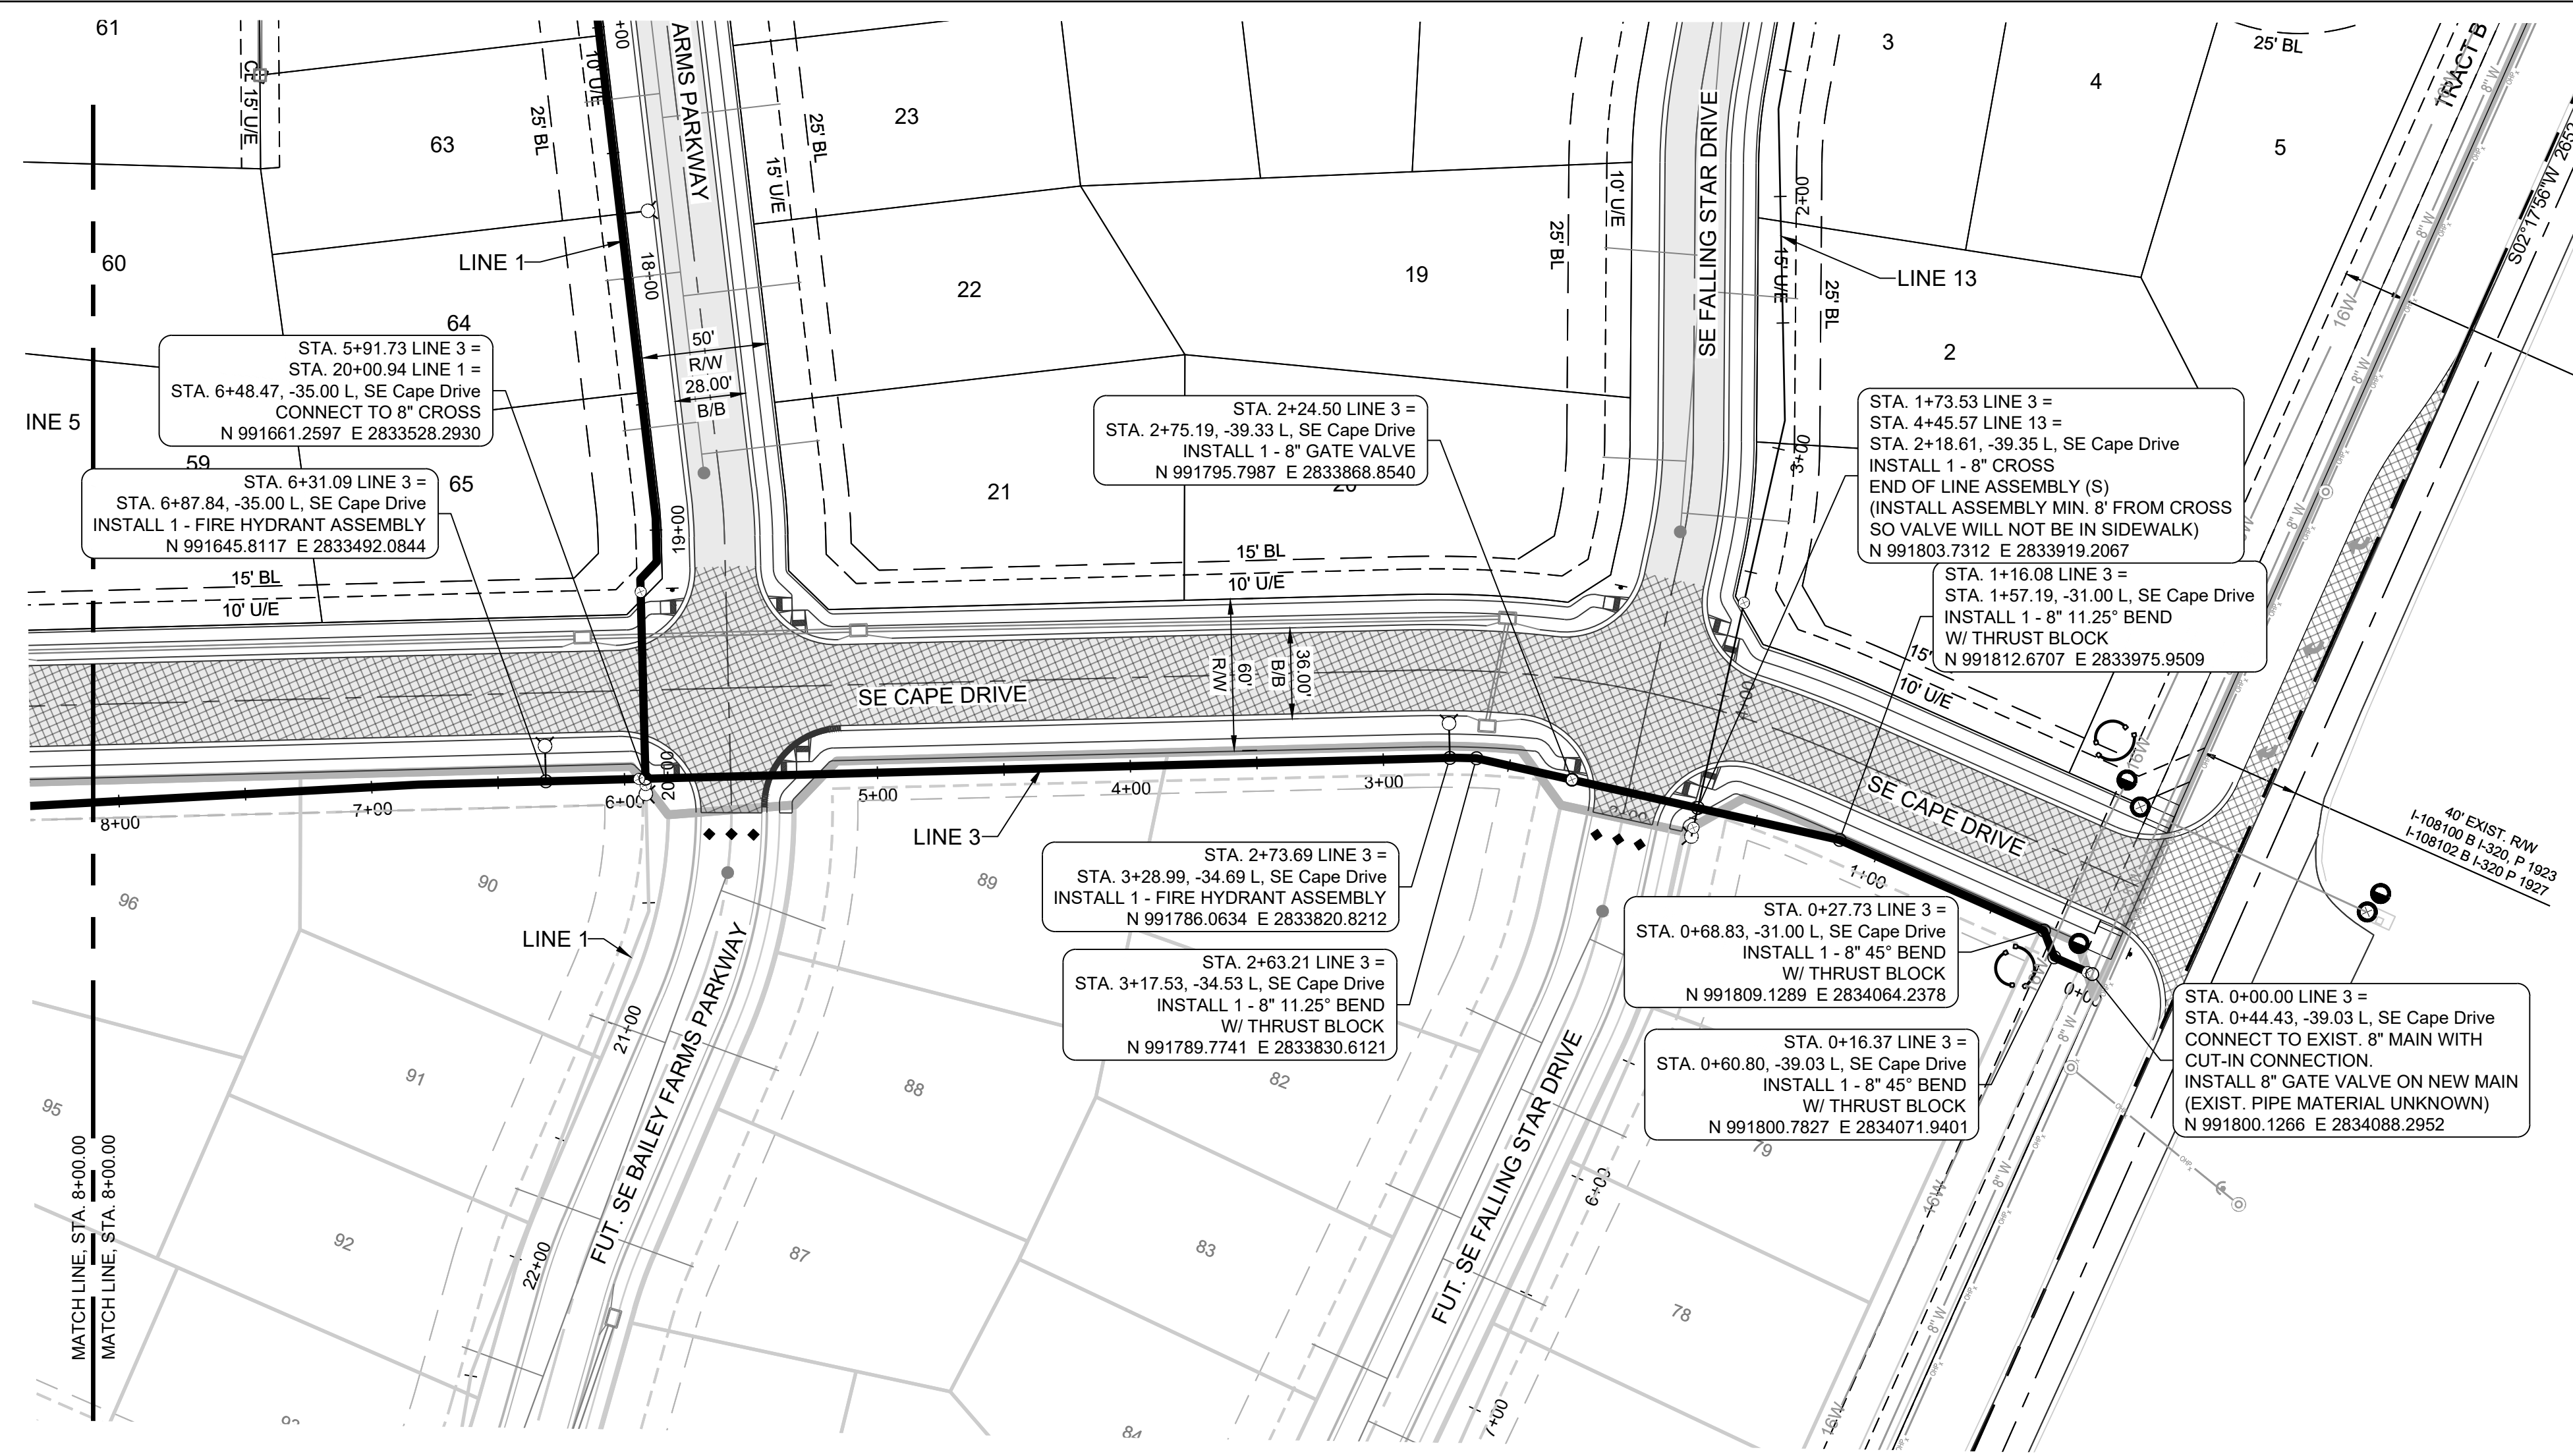 61
CL 15' U/E
63
60
64
59
65
INE 5
LINE 1
10' U/E
25' BL
+00
ARMS PARKWAY
18+00
19+00
20+00
50'
R/W
28.00'
B/B
15' U/E
25' BL
23
22
21
19
25' BL
10' U/E
SE FALLING STAR DRIVE
2+00
15' U/E
25' BL
3+00
4+00
LINE 13
3
4
5
2
25' BL
TRACT B
16W
8" W
S02°17'56"W 2652
STA. 5+91.73 LINE 3 =
STA. 20+00.94 LINE 1 =
STA. 6+48.47, -35.00 L, SE Cape Drive
CONNECT TO 8" CROSS
N 991661.2597 E 2833528.2930
STA. 6+31.09 LINE 3 =
STA. 6+87.84, -35.00 L, SE Cape Drive
INSTALL 1 - FIRE HYDRANT ASSEMBLY
N 991645.8117 E 2833492.0844
STA. 2+24.50 LINE 3 =
STA. 2+75.19, -39.33 L, SE Cape Drive
INSTALL 1 - 8" GATE VALVE
N 991795.7987 E 2833868.8540
STA. 1+73.53 LINE 3 =
STA. 4+45.57 LINE 13 =
STA. 2+18.61, -39.35 L, SE Cape Drive
INSTALL 1 - 8" CROSS
END OF LINE ASSEMBLY (S)
(INSTALL ASSEMBLY MIN. 8' FROM CROSS
SO VALVE WILL NOT BE IN SIDEWALK)
N 991803.7312 E 2833919.2067
STA. 1+16.08 LINE 3 =
STA. 1+57.19, -31.00 L, SE Cape Drive
INSTALL 1 - 8" 11.25° BEND
W/ THRUST BLOCK
N 991812.6707 E 2833975.9509
15' BL
10' U/E
15' BL
10' U/E
15'
10' U/E
60'
R/W
36.00'
B/B
SE CAPE DRIVE
SE CAPE DRIVE
8+00
7+00
6+00
5+00
4+00
3+00
1+00
0+00
LINE 3
LINE 1
40' EXIST. R/W
I-108100 B I-320, P 1923
I-108102 B I-320 P 1927
STA. 2+73.69 LINE 3 =
STA. 3+28.99, -34.69 L, SE Cape Drive
INSTALL 1 - FIRE HYDRANT ASSEMBLY
N 991786.0634 E 2833820.8212
STA. 2+63.21 LINE 3 =
STA. 3+17.53, -34.53 L, SE Cape Drive
INSTALL 1 - 8" 11.25° BEND
W/ THRUST BLOCK
N 991789.7741 E 2833830.6121
STA. 0+27.73 LINE 3 =
STA. 0+68.83, -31.00 L, SE Cape Drive
INSTALL 1 - 8" 45° BEND
W/ THRUST BLOCK
N 991809.1289 E 2834064.2378
STA. 0+16.37 LINE 3 =
STA. 0+60.80, -39.03 L, SE Cape Drive
INSTALL 1 - 8" 45° BEND
W/ THRUST BLOCK
N 991800.7827 E 2834071.9401
STA. 0+00.00 LINE 3 =
STA. 0+44.43, -39.03 L, SE Cape Drive
CONNECT TO EXIST. 8" MAIN WITH
CUT-IN CONNECTION.
INSTALL 8" GATE VALVE ON NEW MAIN
(EXIST. PIPE MATERIAL UNKNOWN)
N 991800.1266 E 2834088.2952
96
90
89
95
91
88
82
79
92
87
83
78
84
21+00
22+00
6+00
7+00
FUT. SE BAILEY FARMS PARKWAY
FUT. SE FALLING STAR DRIVE
MATCH LINE, STA. 8+00.00
MATCH LINE, STA. 8+00.00
16W
8" W